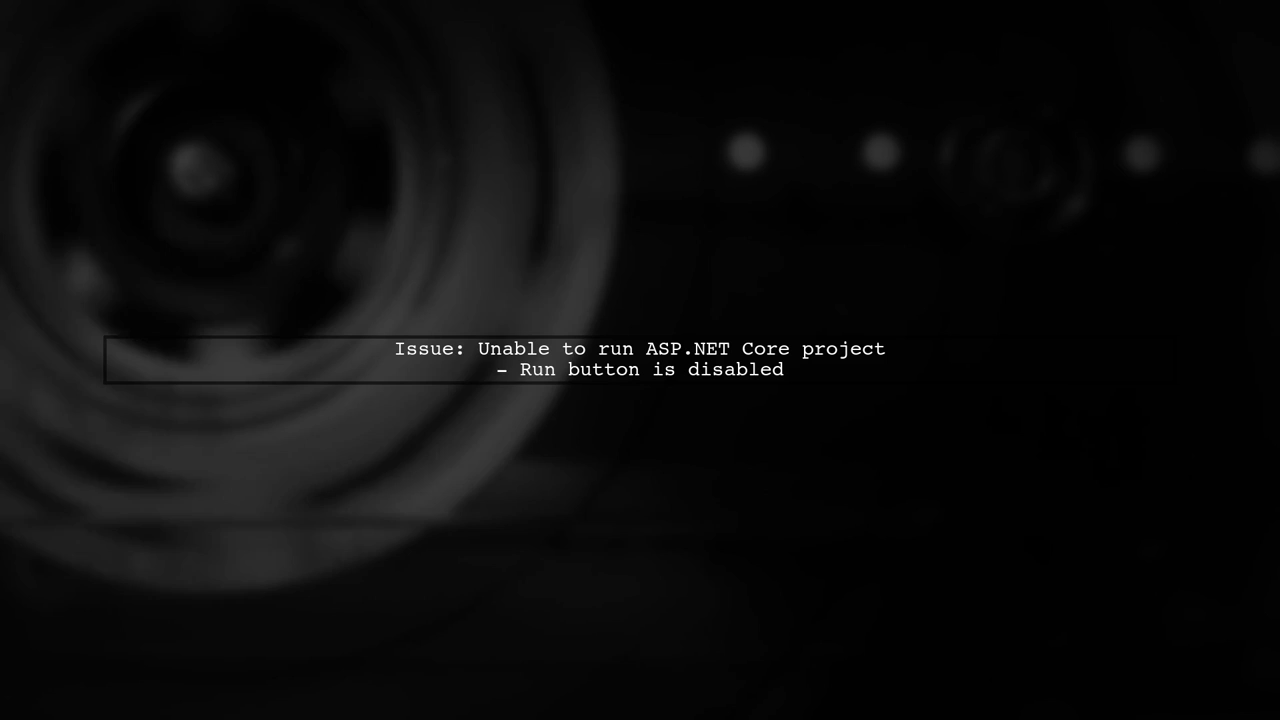 Issue: Unable to run ASP.NET Core project
– Run button is disabled